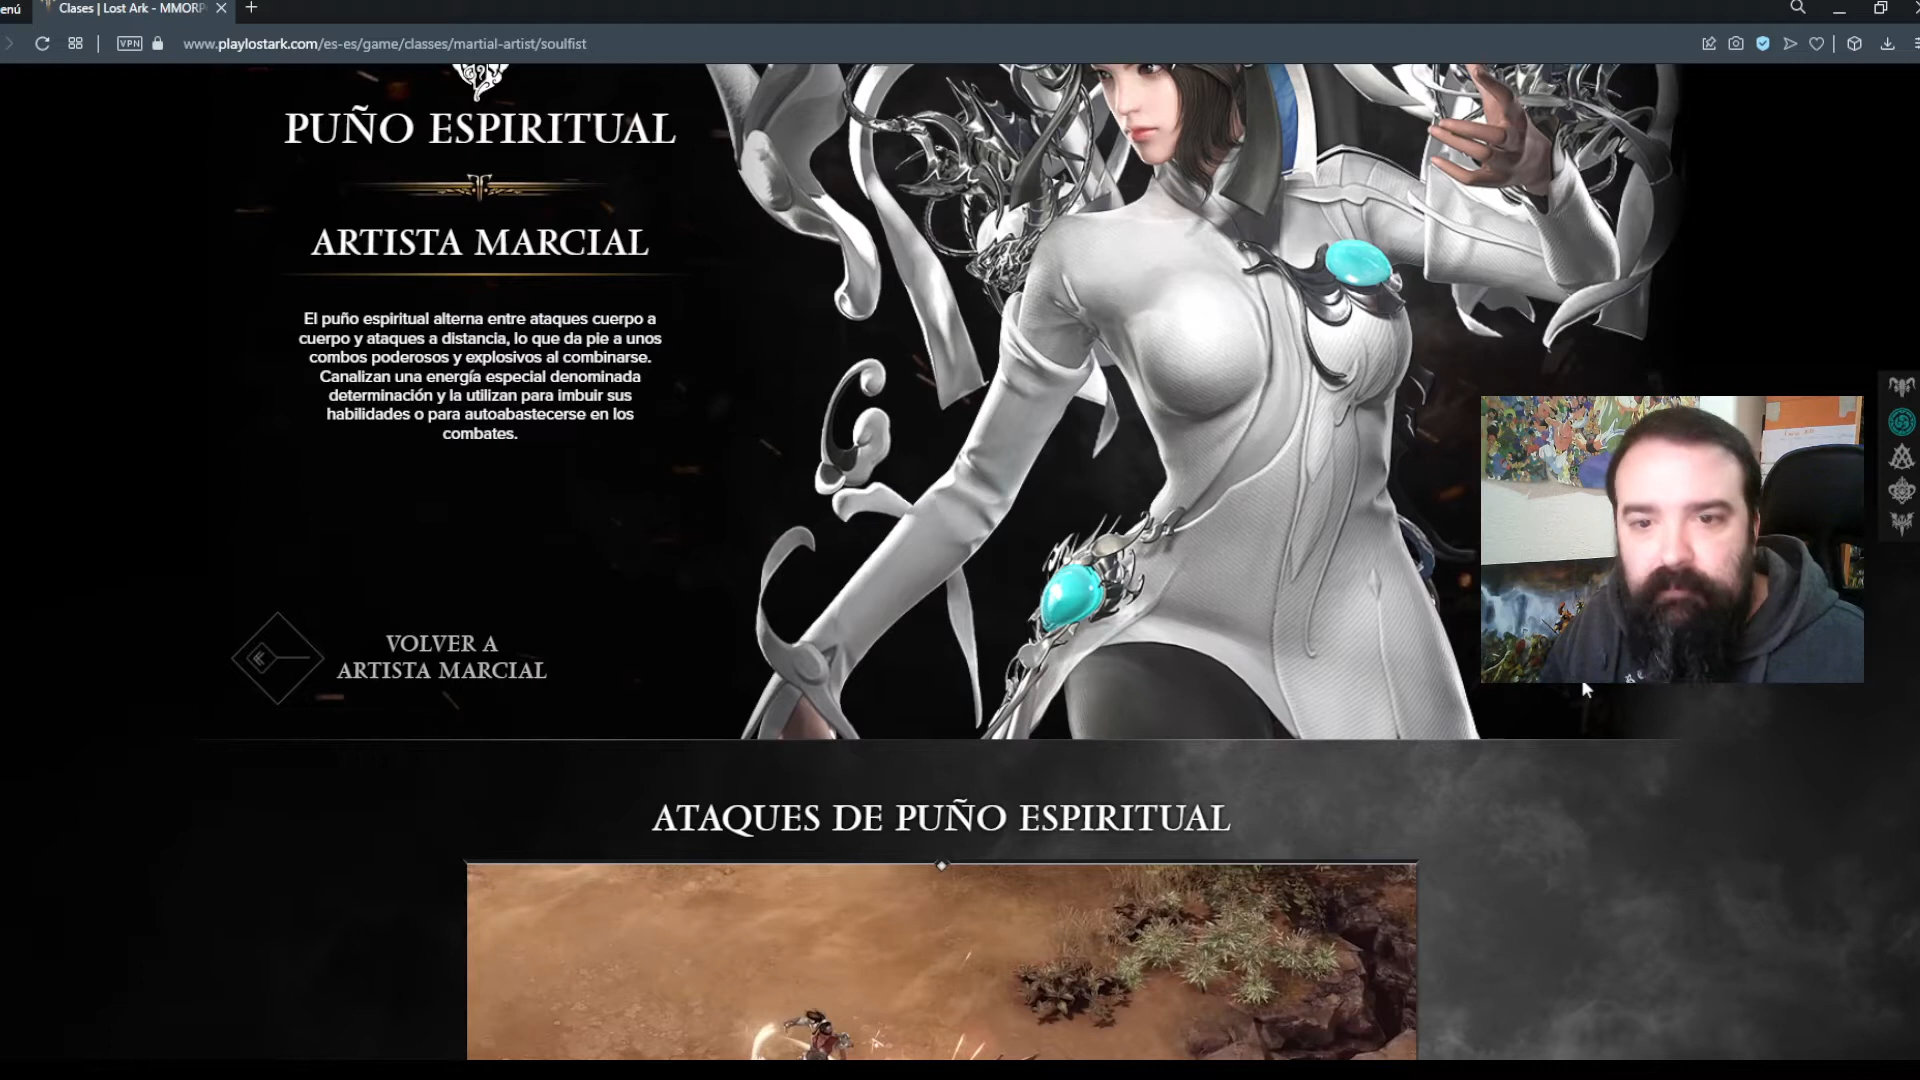 enú
Clases | Lost Ark - MMORP
VPN
www.playlostark.com/es-es/game/classes/martial-artist/soulfist
PUÑO ESPIRITUAL
ARTISTA MARCIAL
El puño espiritual alterna entre ataques cuerpo a
cuerpo y ataques a distancia, lo que da pie a unos
combos poderosos y explosivos al combinarse.
Canalizan una energía especial denominada
determinación y la utilizan para imbuir sus
habilidades o para autoabastecerse en los
combates.
VOLVER A
ARTISTA MARCIAL
ATAQUES DE PUÑO ESPIRITUAL